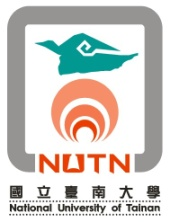 NUTN
國立臺南大學
National University of Tainan